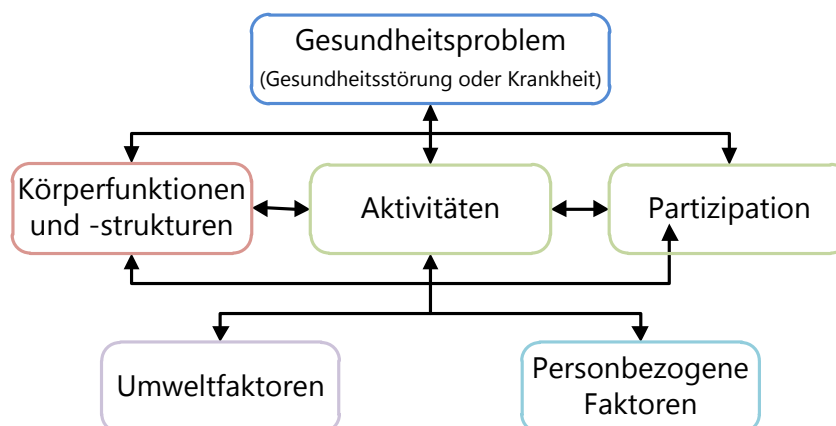 Gesundheitsproblem
(Gesundheitsstörung oder Krankheit)
Körperfunktionen
und -strukturen
Aktivitäten
Partizipation
Umweltfaktoren
Personbezogene
Faktoren